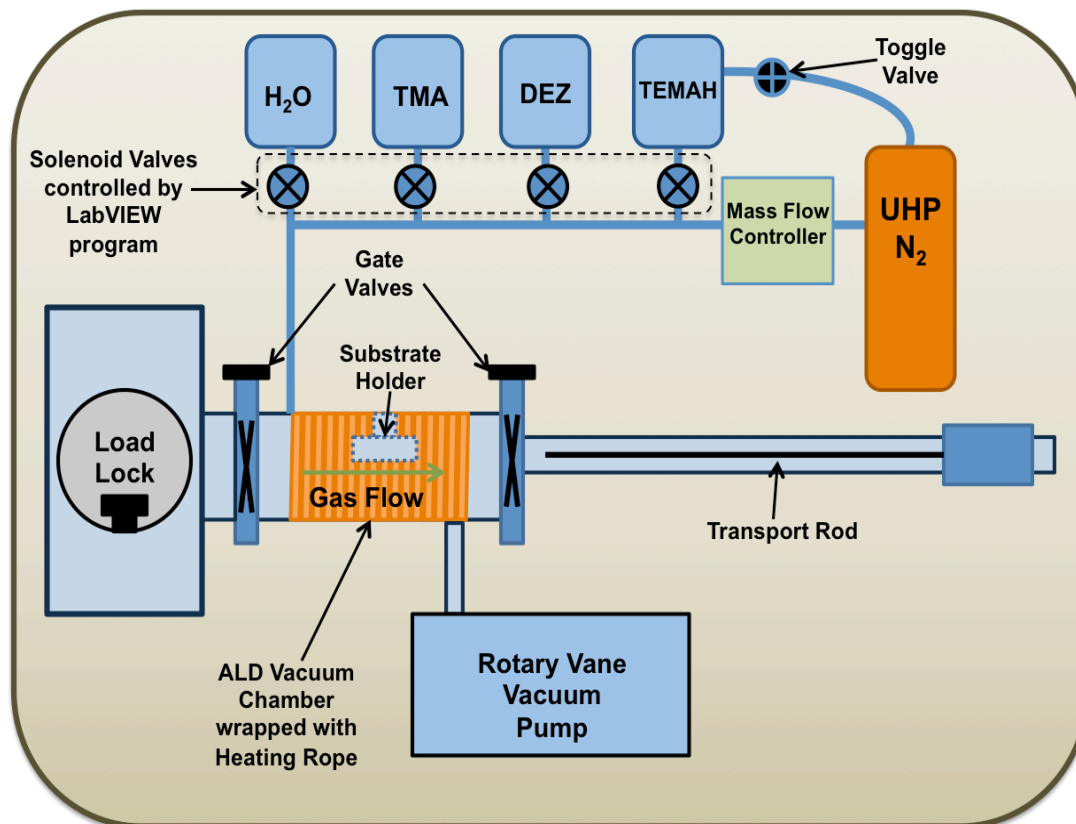 Toggle
Valve
H₂O
TMA
DEZ
TEMAH
Solenoid Valves
controlled by
LabVIEW
program
Mass Flow
Controller
UHP
N₂
Gate
Valves
Substrate
Holder
Load
Lock
Gas Flow
Transport Rod
ALD Vacuum
Chamber
wrapped with
Heating Rope
Rotary Vane
Vacuum
Pump